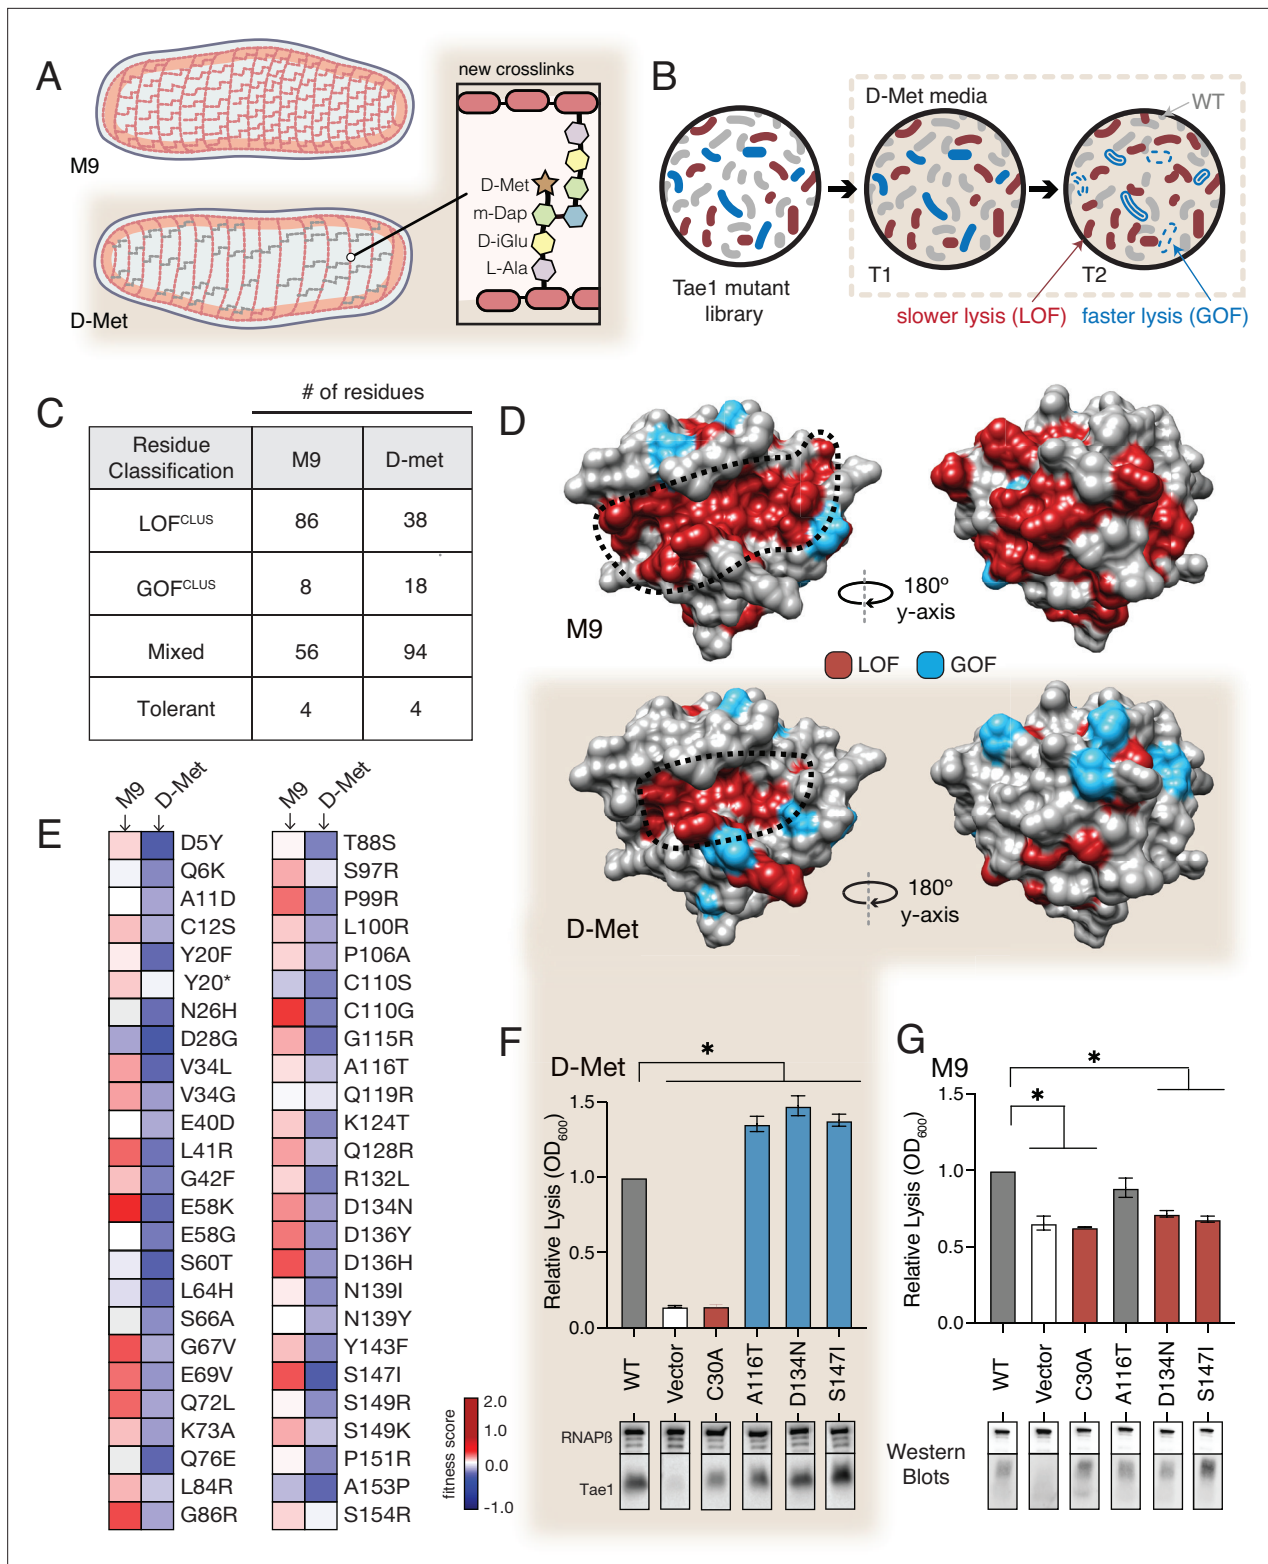 A
M9
D-Met
new crosslinks
D-Met
m-Dap
D-iGlu
L-Ala
B
D-Met media
WT
T1
T2
Tae1 mutant
library
slower lysis (LOF)
faster lysis (GOF)
C
# of residues
Residue Classification
M9
D-met
LOFCLUS
86
38
GOFCLUS
8
18
Mixed
56
94
Tolerant
4
4
D
180º
y-axis
M9
LOF
GOF
180º
y-axis
D-Met
E
M9
D-Met
D5Y
Q6K
A11D
C12S
Y20F
Y20*
N26H
D28G
V34L
V34G
E40D
L41R
G42F
E58K
E58G
S60T
L64H
S66A
G67V
E69V
Q72L
K73A
Q76E
L84R
G86R
M9
D-Met
T88S
S97R
P99R
L100R
P106A
C110S
C110G
G115R
A116T
Q119R
K124T
Q128R
R132L
D134N
D136Y
D136H
N139I
N139Y
Y143F
S147I
S149R
S149K
P151R
A153P
S154R
fitness score
2.0
1.0
0.0
-1.0
F
D-Met
*
Relative Lysis (OD600)
1.5
1.0
0.5
0.0
WT
Vector
C30A
A116T
D134N
S147I
RNAPß
Tae1
G
M9
*
*
Relative Lysis (OD600)
1.5
1.0
0.5
0.0
WT
Vector
C30A
A116T
D134N
S147I
Western
Blots